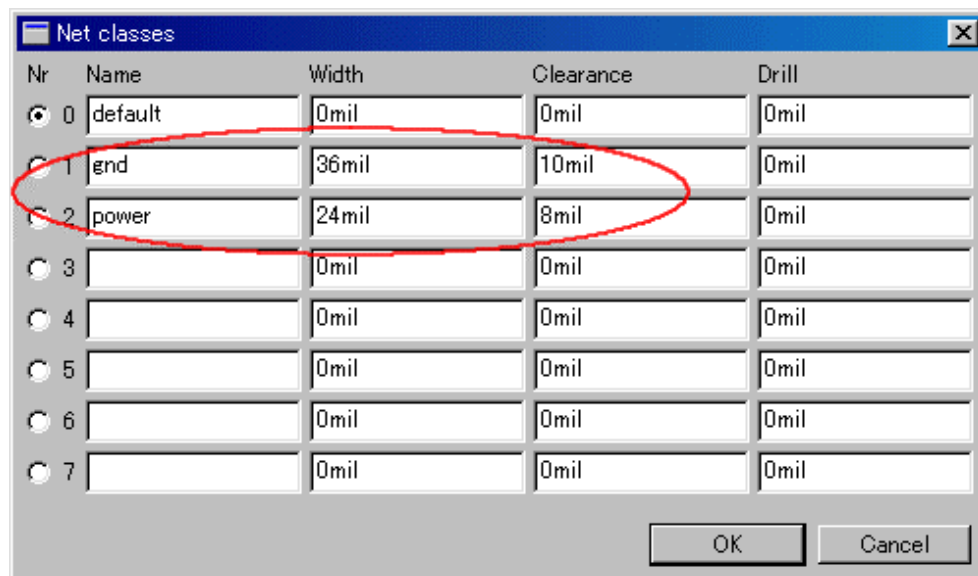 Net classes
Nr Name Width Clearance Drill
0 default 0mil 0mil 0mil
1 gnd 36mil 10mil 0mil
2 power 24mil 8mil 0mil
3 0mil 0mil 0mil
4 0mil 0mil 0mil
5 0mil 0mil 0mil
6 0mil 0mil 0mil
7 0mil 0mil 0mil
OK Cancel